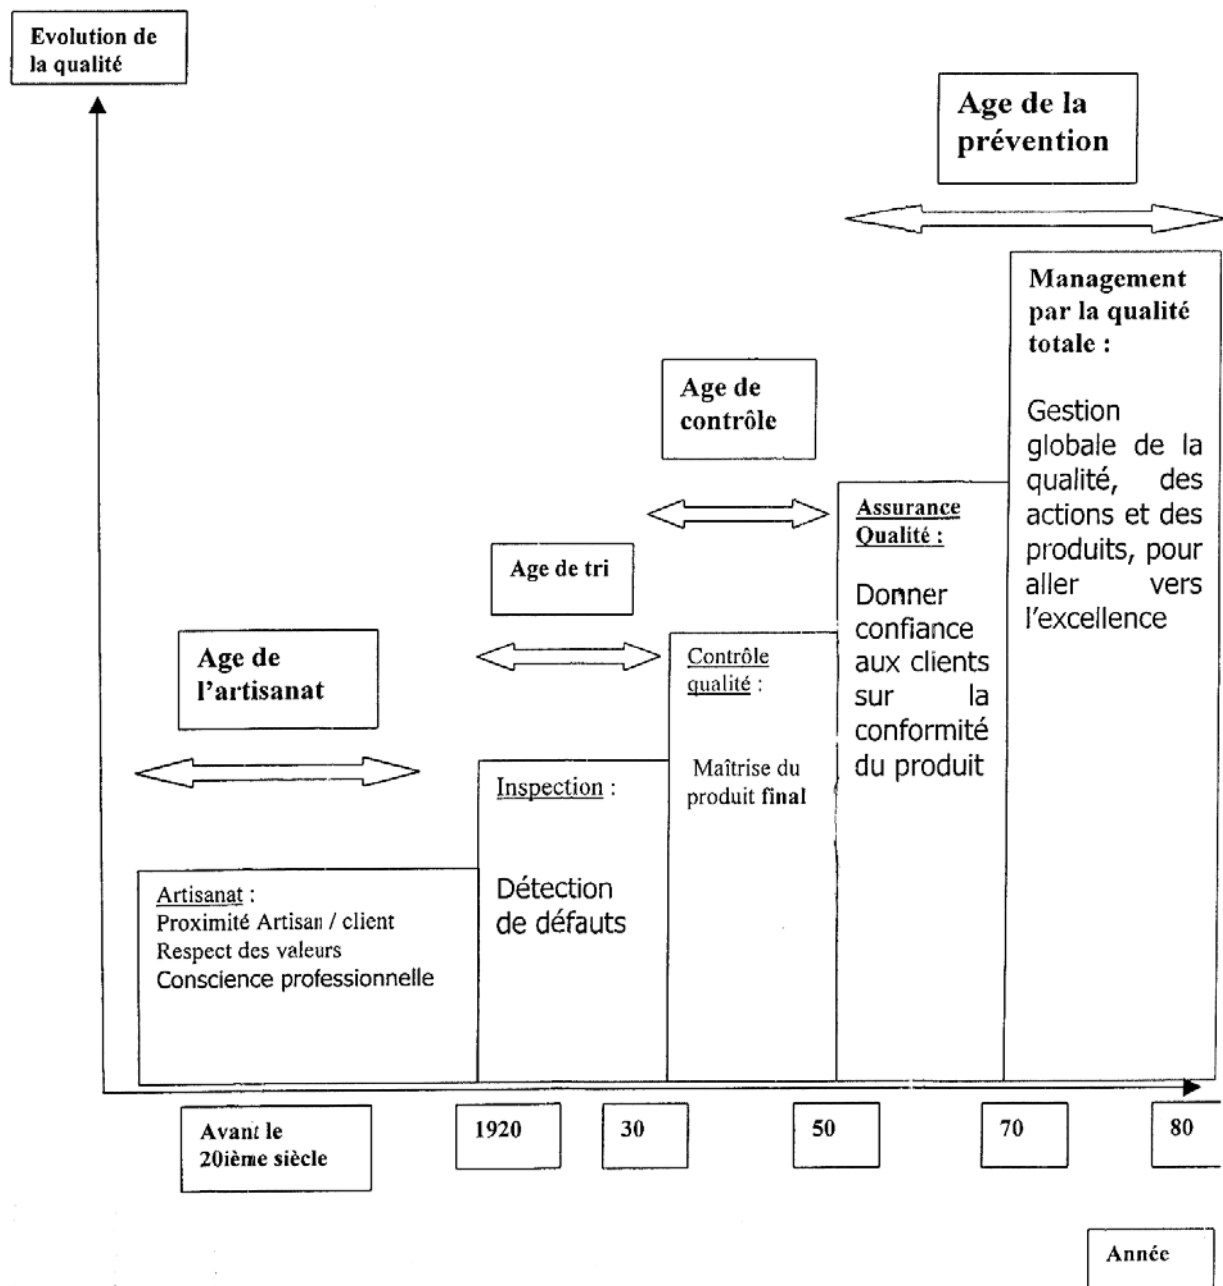 Evolution de
la qualité
Age de la
prévention
Management
par la qualité
totale :
Gestion
globale de la
qualité, des
actions et des
produits, pour
aller vers
l'excellence
Age de
contrôle
Assurance
Qualité :
Donner
confiance
aux clients
sur la
conformité
du produit
Age de tri
Contrôle
qualité :
Maîtrise du
produit final
Age de
l'artisanat
Inspection :
Détection
de défauts
Artisanat :
Proximité Artisan / client
Respect des valeurs
Conscience professionnelle
Avant le
20ième siècle
1920
30
50
70
80
Année